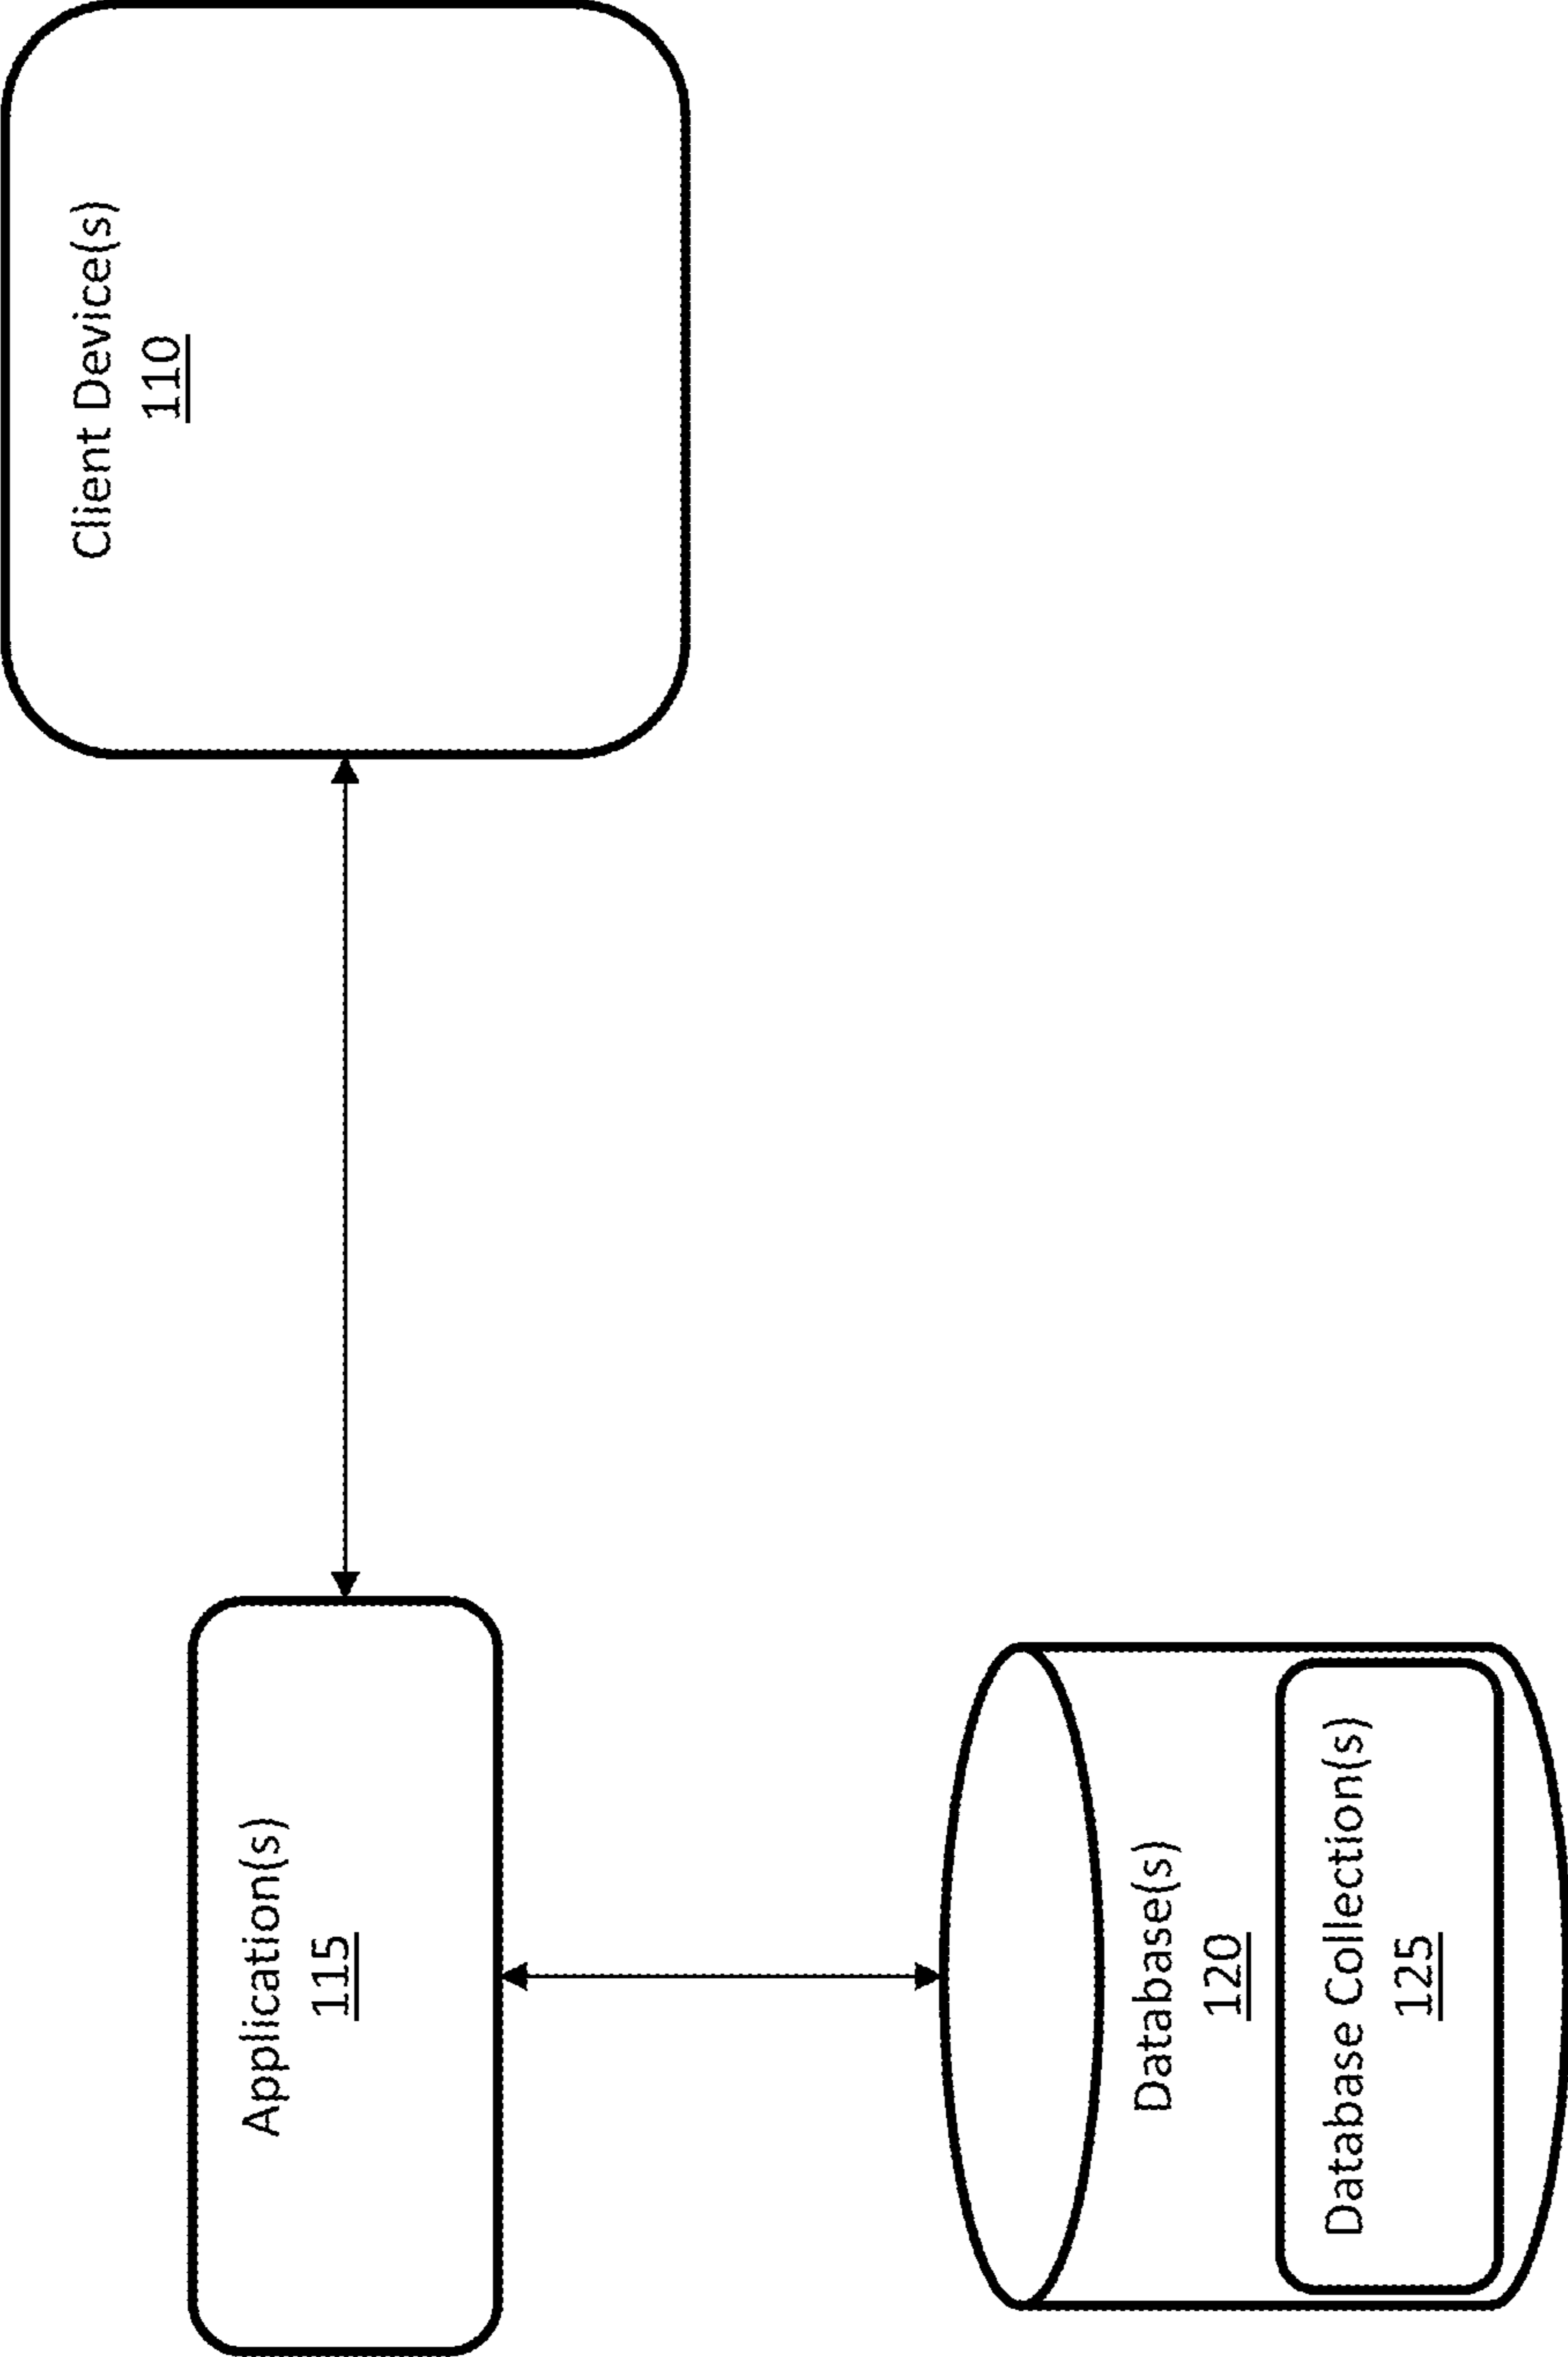 Application(s)
115
Client Device(s)
110
Database(s)
120
Database Collection(s)
125